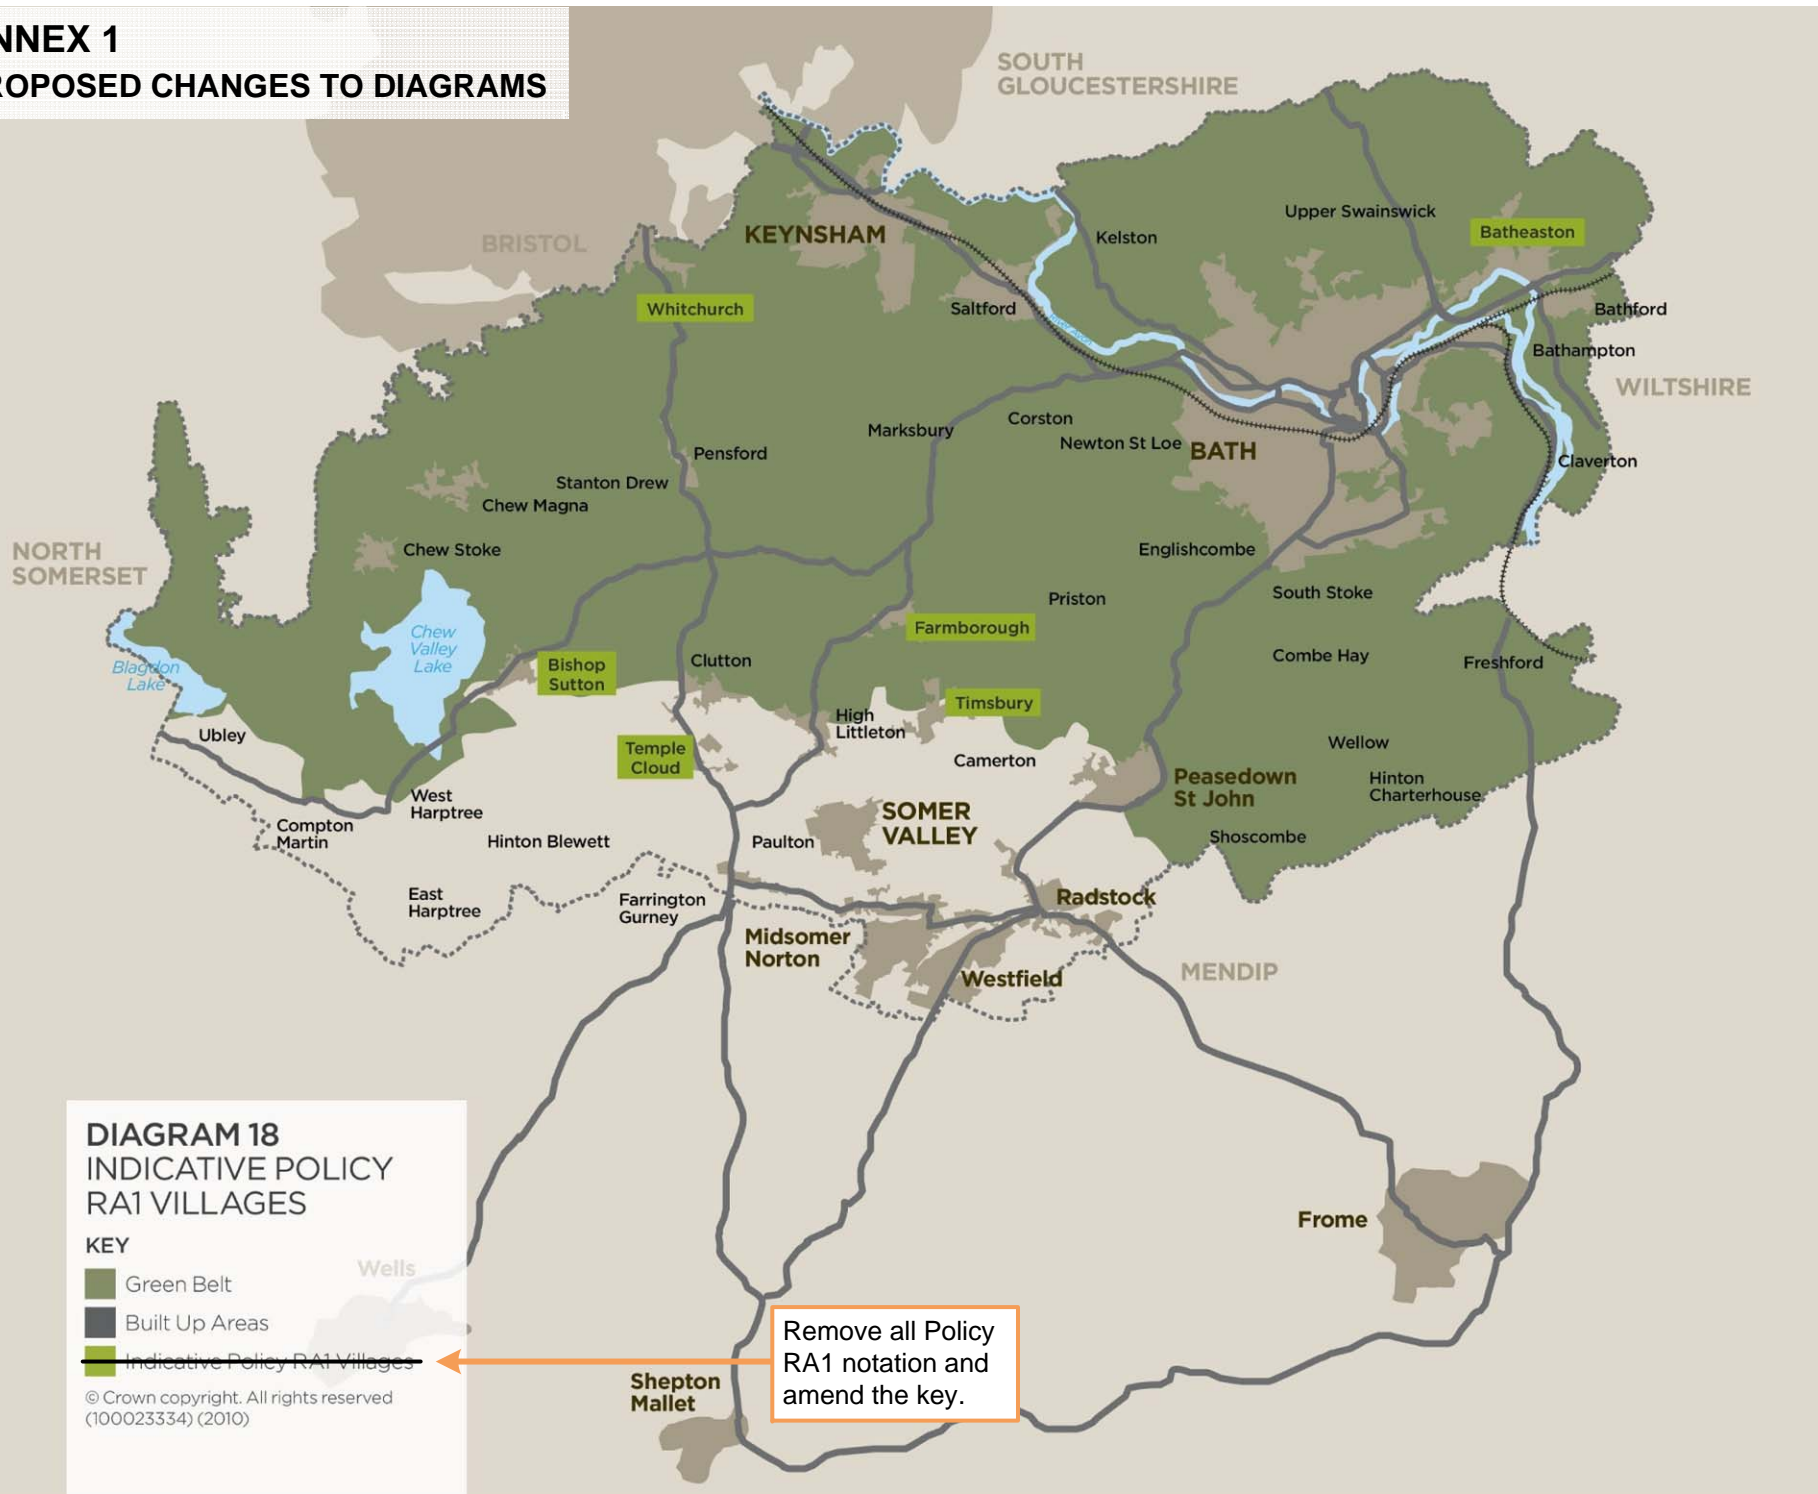 NNEX 1
ROPOSED CHANGES TO DIAGRAMS
SOUTH
GLOUCESTERSHIRE
Upper Swainswick
Batheaston
KEYNSHAM
Kelston
BRISTOL
Whitchurch
Saltford
Bathford
Bathampton
WILTSHIRE
Corston
Marksbury
Newton St Loe
BATH
Pensford
Claverton
Stanton Drew
Chew Magna
Chew Stoke
Englishcombe
NORTH
SOMERSET
South Stoke
Priston
Farmborough
Chew
Valley
Lake
Combe Hay
Freshford
Blagdon
Lake
Bishop
Sutton
Clutton
Timsbury
High
Littleton
Ubley
Wellow
Temple
Cloud
Camerton
Peasedown
St John
Hinton
Charterhouse
West
Harptree
SOMER
VALLEY
Compton
Martin
Hinton Blewett
Paulton
Shoscombe
East
Harptree
Farrington
Gurney
Radstock
Midsomer
Norton
Westfield
MENDIP
DIAGRAM 18
INDICATIVE POLICY
RA1 VILLAGES
KEY
Wells
Green Belt
Built Up Areas
Indicative Policy RA1 Villages
© Crown copyright. All rights reserved
(100023334) (2010)
Frome
Remove all Policy
RA1 notation and
amend the key.
Shepton
Mallet